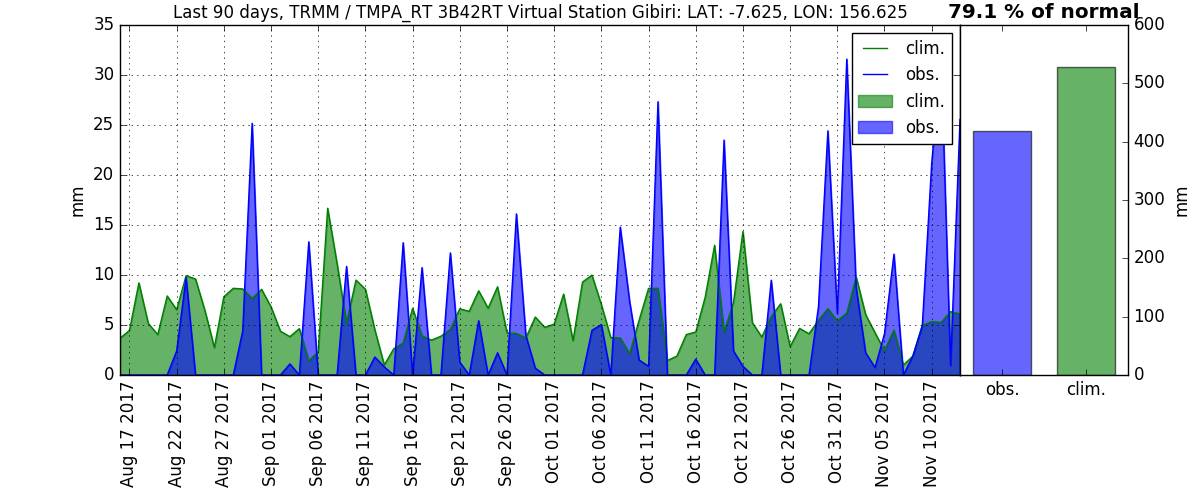 Last 90 days, TRMM / TMPA_RT 3B42RT Virtual Station Gibiri: LAT: -7.625, LON: 156.625
79.1 % of normal
35
30
25
20
15
10
5
0
mm
clim.
obs.
clim.
obs.
600
500
400
300
200
100
0
mm
Aug 17 2017
Aug 22 2017
Aug 27 2017
Sep 01 2017
Sep 06 2017
Sep 11 2017
Sep 16 2017
Sep 21 2017
Sep 26 2017
Oct 01 2017
Oct 06 2017
Oct 11 2017
Oct 16 2017
Oct 21 2017
Oct 26 2017
Oct 31 2017
Nov 05 2017
Nov 10 2017
obs.
clim.